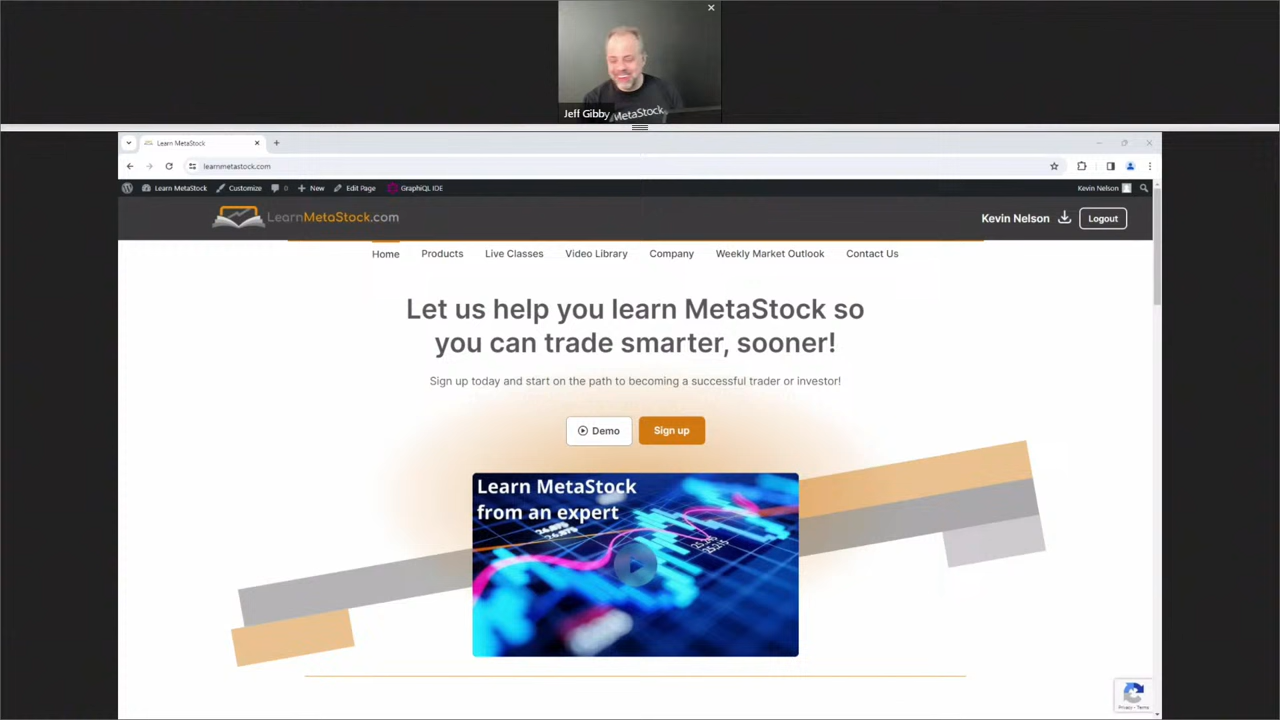 Jeff Gibby
MetaStock
Learn MetaStock
learnmetastock.com
Learn MetaStock
Customize
0
New
Edit Page
GraphiQL IDE
Kevin Nelson
LearnMetaStock.com
Kevin Nelson
Logout
Home
Products
Live Classes
Video Library
Company
Weekly Market Outlook
Contact Us
Let us help you learn MetaStock so
you can trade smarter, sooner!
Sign up today and start on the path to becoming a successful trader or investor!
Demo
Sign up
Learn MetaStock
from an expert
Privacy - Terms